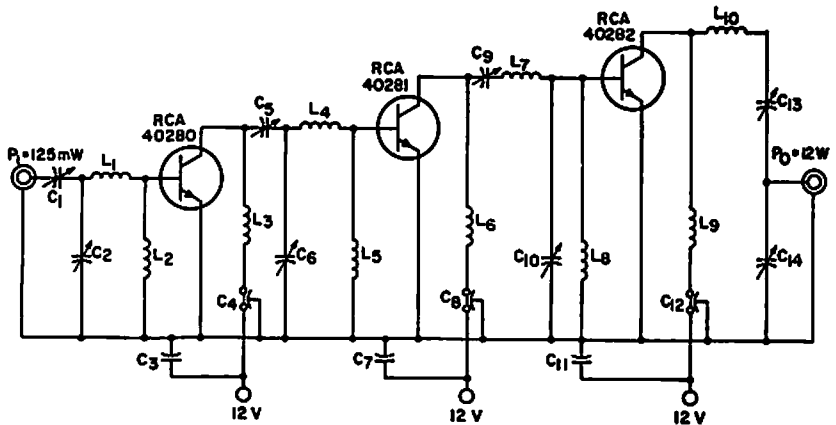 L10
RCA
40282
C9
L7
RCA
40281
C13
C5
L4
RCA
40280
Pi=125mW
L1
C1
PO=12W
L3
L6
L9
C2
L2
C6
L5
C10
L8
C14
C4
C8
C12
C3
C7
C11
12 V
12 V
12 V